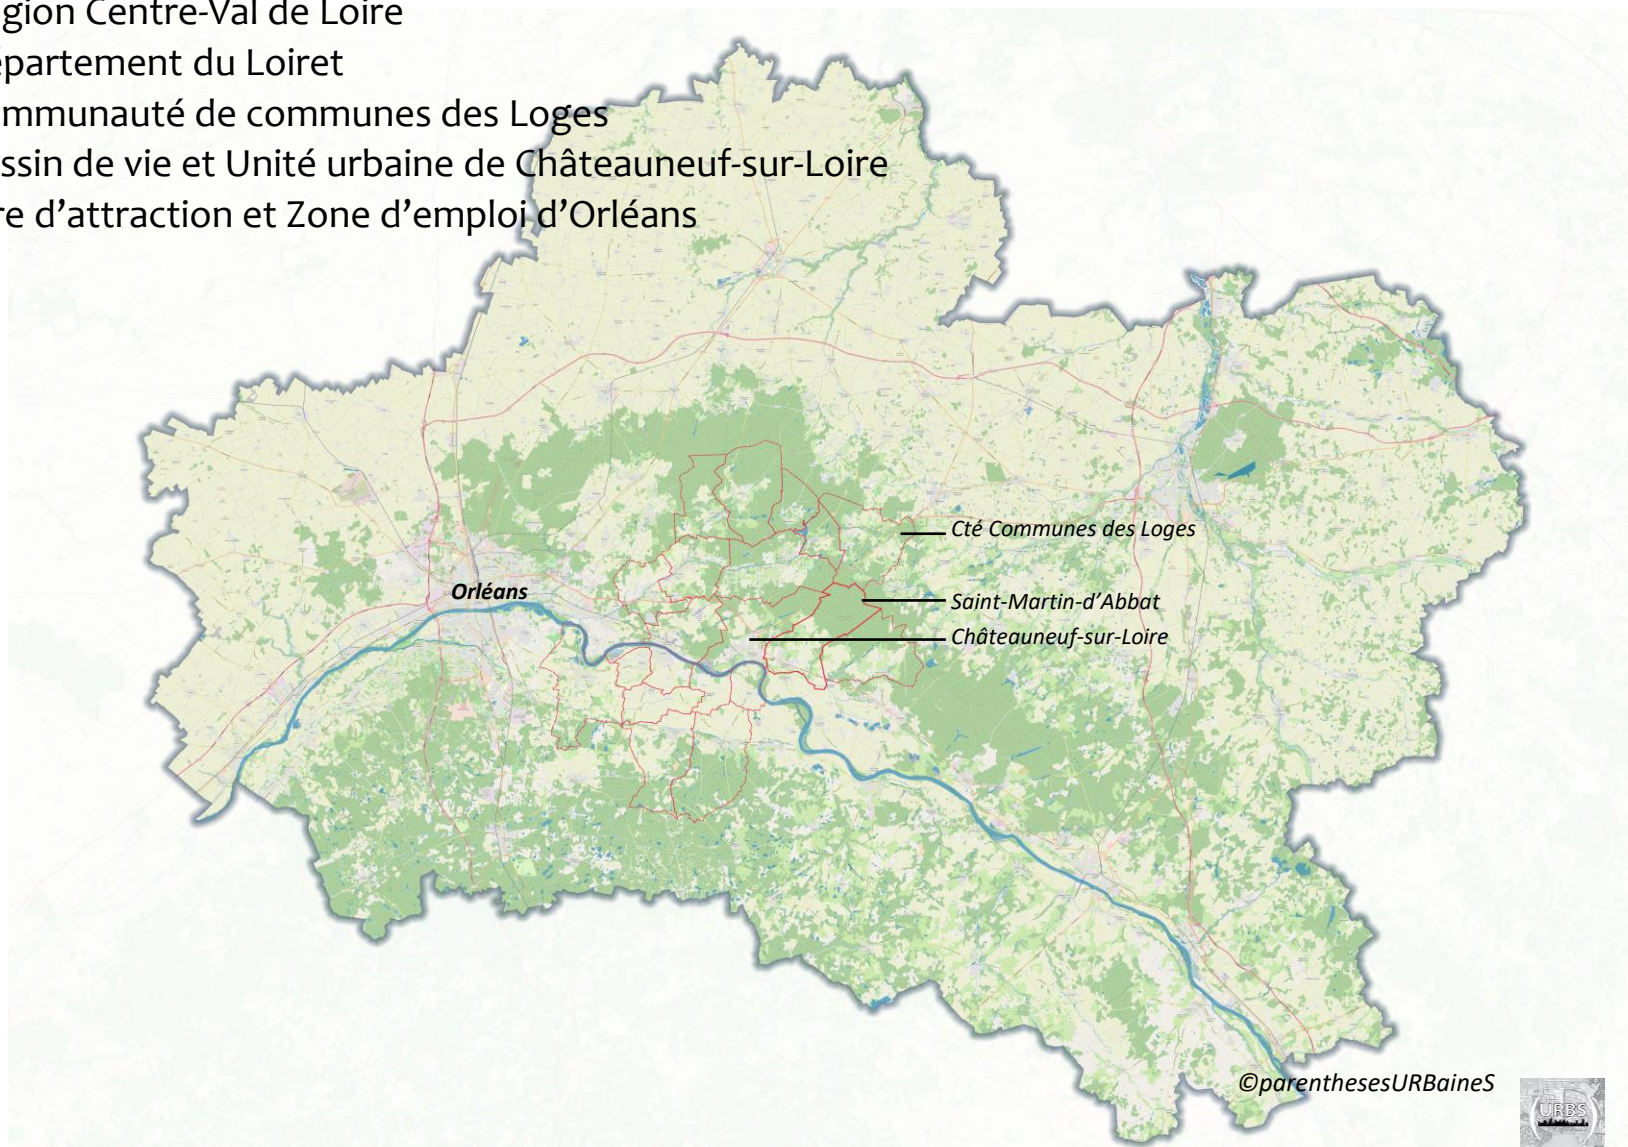 gion Centre-Val de Loire
partement du Loiret
mmunauté de communes des Loges
ssin de vie et Unité urbaine de Châteauneuf-sur-Loire
re d’attraction et Zone d’emploi d’Orléans
Cté Communes des Loges
Orléans
Saint-Martin-d’Abbat
Châteauneuf-sur-Loire
©parenthesesURBaineS
URBS